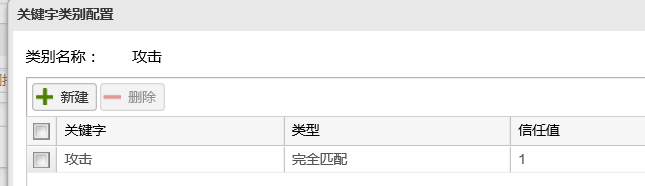 关键字类别配置
类别名称： 攻击
新建 删除
关键字 类型 信任值
攻击 完全匹配 1